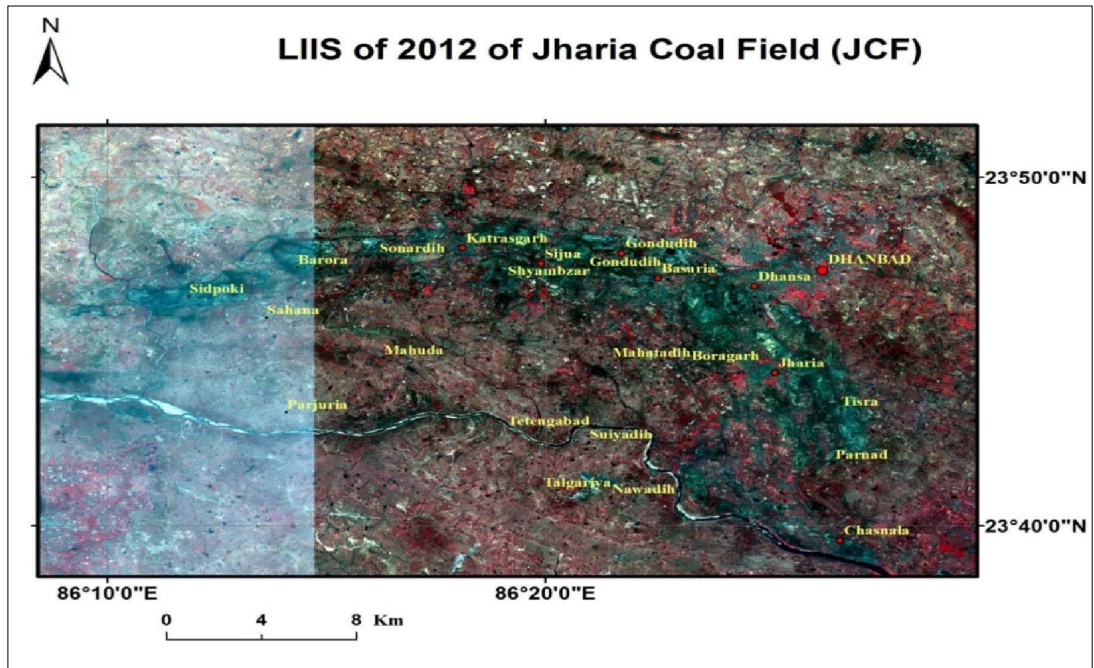 N
LIIS of 2012 of Jharia Coal Field (JCF)
23°50'0"N
Katrasgarh
Gondudih
Sonardih
Sijua
Barora
Gondudih
DHANBAD
Shyambzar
Basuria
Dhansa
Sidpoki
Sahana
Mahuda
Mahatadih
Boragarh
Jharia
Parjuria
Tisra
Tetengabad
Suiyadih
Parnad
Talgariya
Nawadih
Chasnala
23°40'0"N
86°10'0"E
86°20'0"E
0 4 8 Km